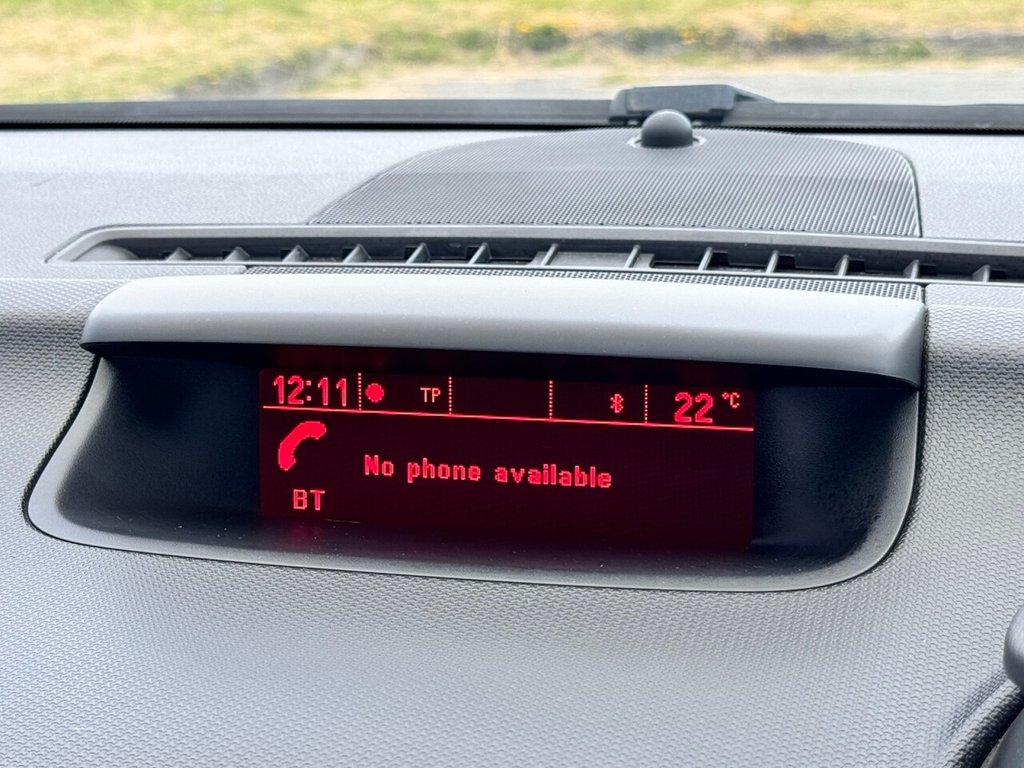 12:11 TP 22 °C
No phone available
BT